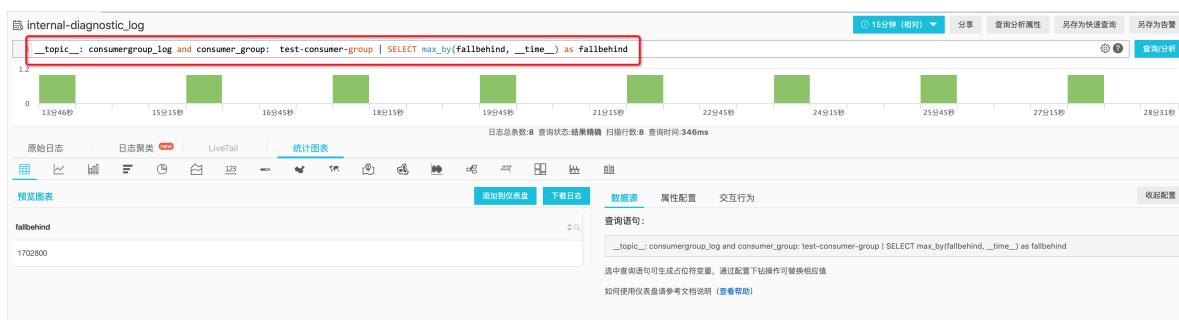 internal-diagnostic_log
15分钟（相对）
分享
查询分析属性
另存为快速查询
另存为告警
__topic__: consumergroup_log and consumer_group:  test-consumer-group | SELECT max_by(fallbehind, __time__) as fallbehind
查询/分析
1.2
0
13分46秒
15分15秒
16分45秒
18分15秒
19分45秒
21分15秒
22分45秒
24分15秒
25分45秒
27分15秒
28分31秒
日志总条数:8 查询状态:结果精确 扫描行数:8 查询时间:346ms
原始日志
日志聚类 new
LiveTail
统计图表
123
预览图表
添加到仪表盘
下载日志
数据源
属性配置
交互行为
收起配置
fallbehind
1702800
查询语句:
__topic__: consumergroup_log and consumer_group: test-consumer-group | SELECT max_by(fallbehind, __time__) as fallbehind
选中查询语句可生成占位符变量，通过配置下钻操作可替换相应值
如何使用仪表盘请参考文档说明（查看帮助）